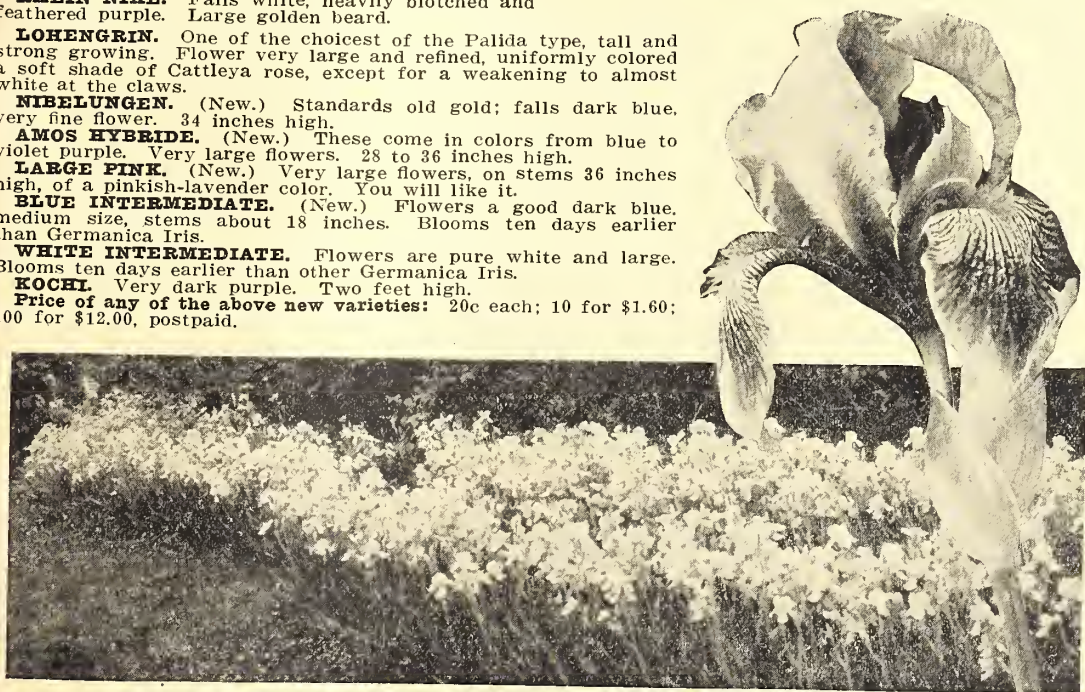 Falls white, heavily blotched and
feathered purple. Large golden beard.
LOHENGRIN. One of the choicest of the Palida type, tall and
strong growing. Flower very large and refined, uniformly colored
a soft shade of Cattleya rose, except for a weakening to almost
white at the claws.
NIBELUNGEN. (New.) Standards old gold; falls dark blue,
very fine flower. 34 inches high.
AMOS HYBRIDE. (New.) These come in colors from blue to
violet purple. Very large flowers. 28 to 36 inches high.
LARGE PINK. (New.) Very large flowers, on stems 36 inches
high, of a pinkish-lavender color. You will like it.
BLUE INTERMEDIATE. (New.) Flowers a good dark blue,
medium size, stems about 18 inches. Blooms ten days earlier
than Germanica Iris.
WHITE INTERMEDIATE. Flowers are pure white and large.
Blooms ten days earlier than other Germanica Iris.
KOCHI. Very dark purple. Two feet high.
Price of any of the above new varieties: 20c each; 10 for $1.60;
00 for $12.00, postpaid.